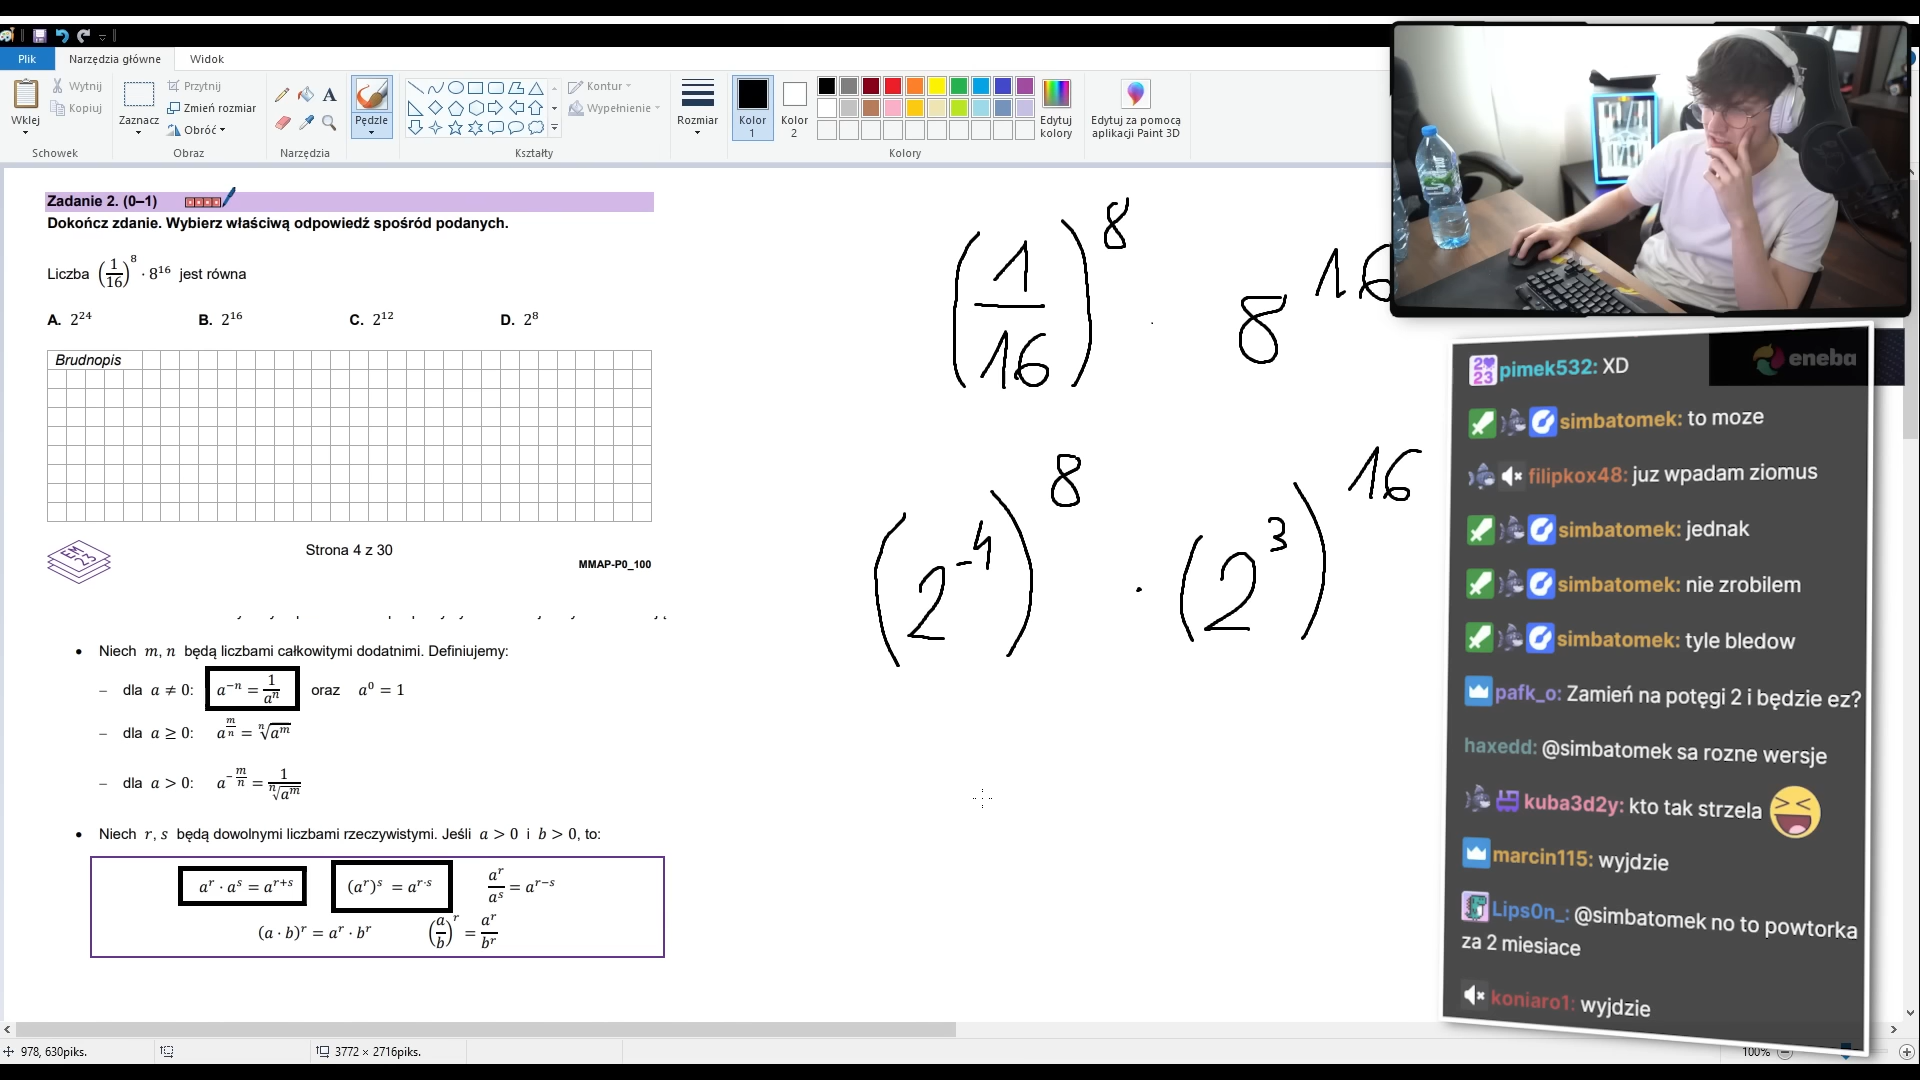 Plik Narzędzia główne Widok
Wklej
Wytnij
Kopiuj
Schowek
Zaznacz
Przytnij
Zmień rozmiar
Obróć
Obraz
Narzędzia
Pędzle
Kształty
Kontur
Wypełnienie
Rozmiar
Kolor 1
Kolor 2
Kolory
Edytuj kolory
Edytuj za pomocą aplikacji Paint 3D
Zadanie 2. (0–1)
Dokończ zdanie. Wybierz właściwą odpowiedź spośród podanych.
Liczba (1/16)^8 · 8^16 jest równa
A. 2^24 B. 2^16 C. 2^12 D. 2^8
Brudnopis
Strona 4 z 30
MMAP-P0_100
• Niech m, n będą liczbami całkowitymi dodatnimi. Definiujemy:
– dla a ≠ 0: a^−n = 1/a^n oraz a^0 = 1
– dla a ≥ 0: a^(m/n) = ⁿ√a^m
– dla a > 0: a^(−m/n) = 1/ⁿ√a^m
• Niech r, s będą dowolnymi liczbami rzeczywistymi. Jeśli a > 0 i b > 0, to:
a^r · a^s = a^(r+s) (a^r)^s = a^(r·s) a^r/a^s = a^(r−s)
(a · b)^r = a^r · b^r (a/b)^r = a^r/b^r
(1/16)^8 · 8^16
(2^-4)^8 · (2^3)^16
eneba
pimek532: XD
simbatomek: to moze
filipkox48: juz wpadam ziomus
simbatomek: jednak
simbatomek: nie zrobilem
simbatomek: tyle bledow
pafk_o: Zamień na potęgi 2 i będzie ez?
haxedd: @simbatomek sa rozne wersje
kuba3d2y: kto tak strzela
marcin115: wyjdzie
Lips0n_: @simbatomek no to powtorka
za 2 miesiace
koniaro1: wyjdzie
978, 630piks. 3772 × 2716piks. 100%